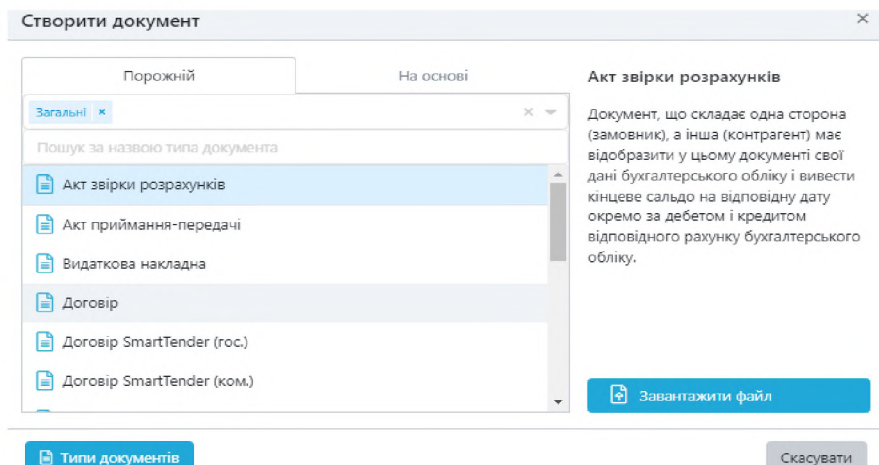 Створити документ
Порожній
На основі
Загальні
Пошук за назвою типа документа
Акт звірки розрахунків
Акт приймання-передачі
Видаткова накладна
Договір
Договір SmartTender (гос.)
Договір SmartTender (ком.)
Акт звірки розрахунків
Документ, що складає одна сторона
(замовник), а інша (контрагент) має
відобразити у цьому документі свої
дані бухгалтерського обліку і вивести
кінцеве сальдо на відповідну дату
окремо за дебетом і кредитом
відповідного рахунку бухгалтерського
обліку.
Завантажити файл
Типи документів
Скасувати